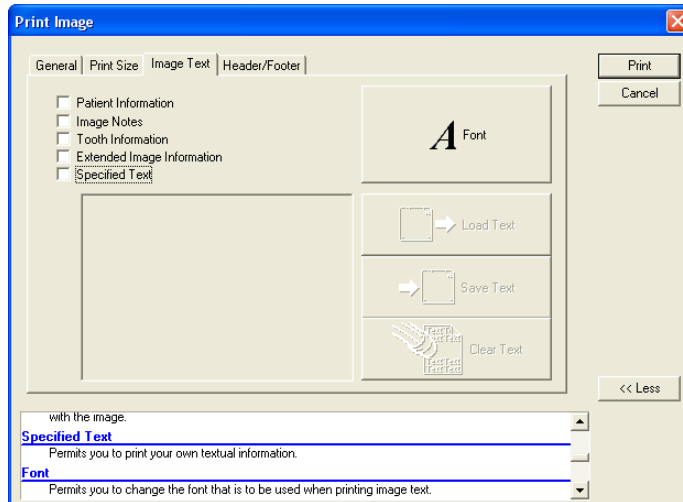 Print Image
General Print Size Image Text Header/Footer
Print
Cancel
Patient Information
Image Notes
Tooth Information
Extended Image Information
Specified Text
A Font
Load Text
Save Text
Clear Text
<< Less
with the image.
Specified Text
Permits you to print your own textual information.
Font
Permits you to change the font that is to be used when printing image text.